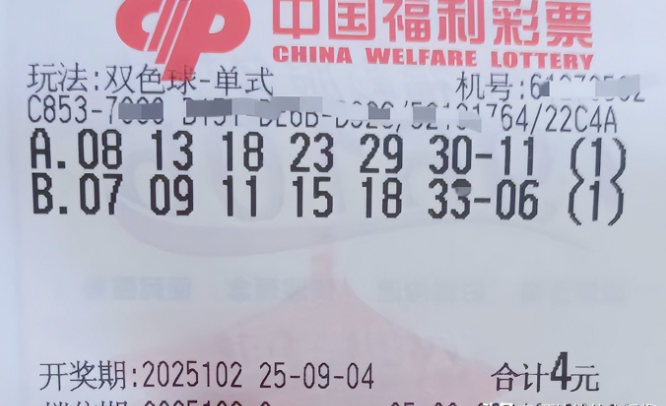 中国福利彩票
CHINA WELFARE LOTTERY
玩法:双色球-单式 机号:6
C853-7 764/22C4A
A.08 13 18 23 29 30-11 (1)
B.07 09 11 15 18 33-06 (1)
开奖期:2025102 25-09-04 合计4元